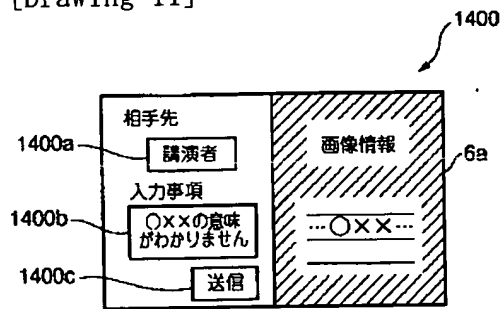 [Drawing 11]
1400
相手先
1400a
講演者
画像情報
6a
入力事項
1400b
○××の意味
がわかりません
…○××…
1400c
送信